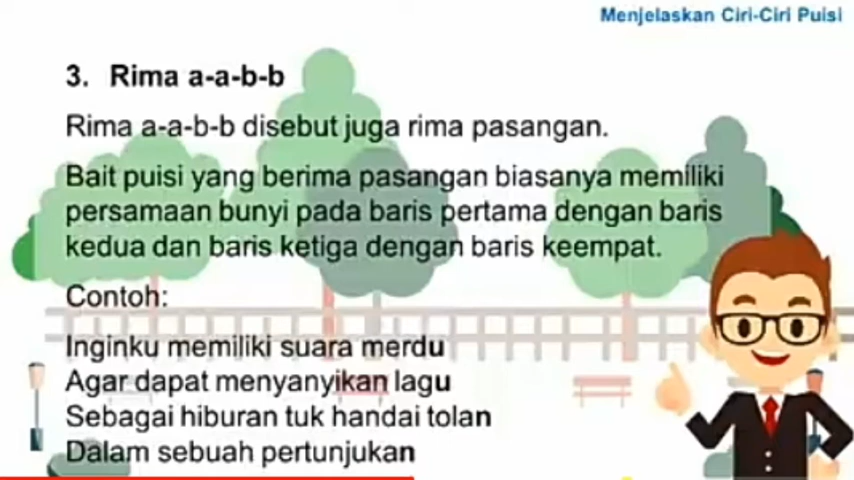 Menjelaskan Ciri-Ciri Puisi
3. Rima a-a-b-b
Rima a-a-b-b disebut juga rima pasangan.
Bait puisi yang berima pasangan biasanya memiliki
persamaan bunyi pada baris pertama dengan baris
kedua dan baris ketiga dengan baris keempat.
Contoh:
Inginku memiliki suara merdu
Agar dapat menyanyikan lagu
Sebagai hiburan tuk handai tolan
Dalam sebuah pertunjukan